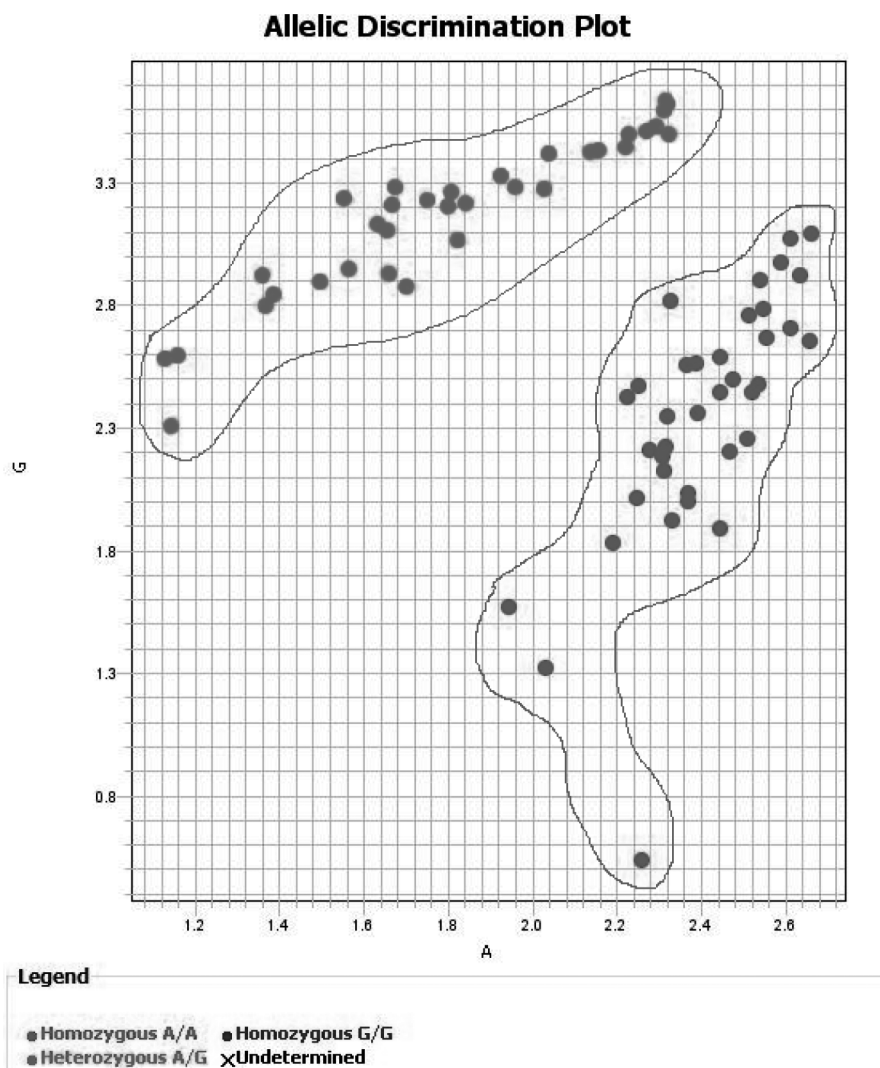 Allelic Discrimination Plot
3.3
2.8
2.3
G
1.8
1.3
0.8
1.2 1.4 1.6 1.8 2.0 2.2 2.4 2.6
A
Legend
Homozygous A/A Homozygous G/G
Heterozygous A/G Undetermined